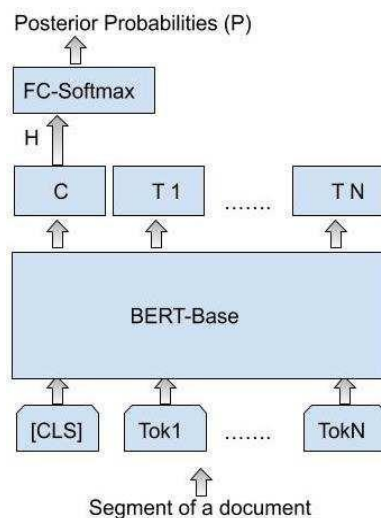 Posterior Probabilities (P)
FC-Softmax
H
C T 1 ....... T N
BERT-Base
[CLS] Tok1 ....... TokN
Segment of a document